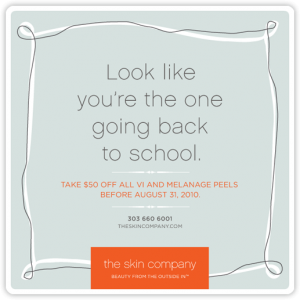 Look like
you're the one
going back
to school.
TAKE $50 OFF ALL VI AND MELANAGE PEELS
BEFORE AUGUST 31, 2010.
303 660 6001
THESKINCOMPANY.COM
the skin company
BEAUTY FROM THE OUTSIDE IN™